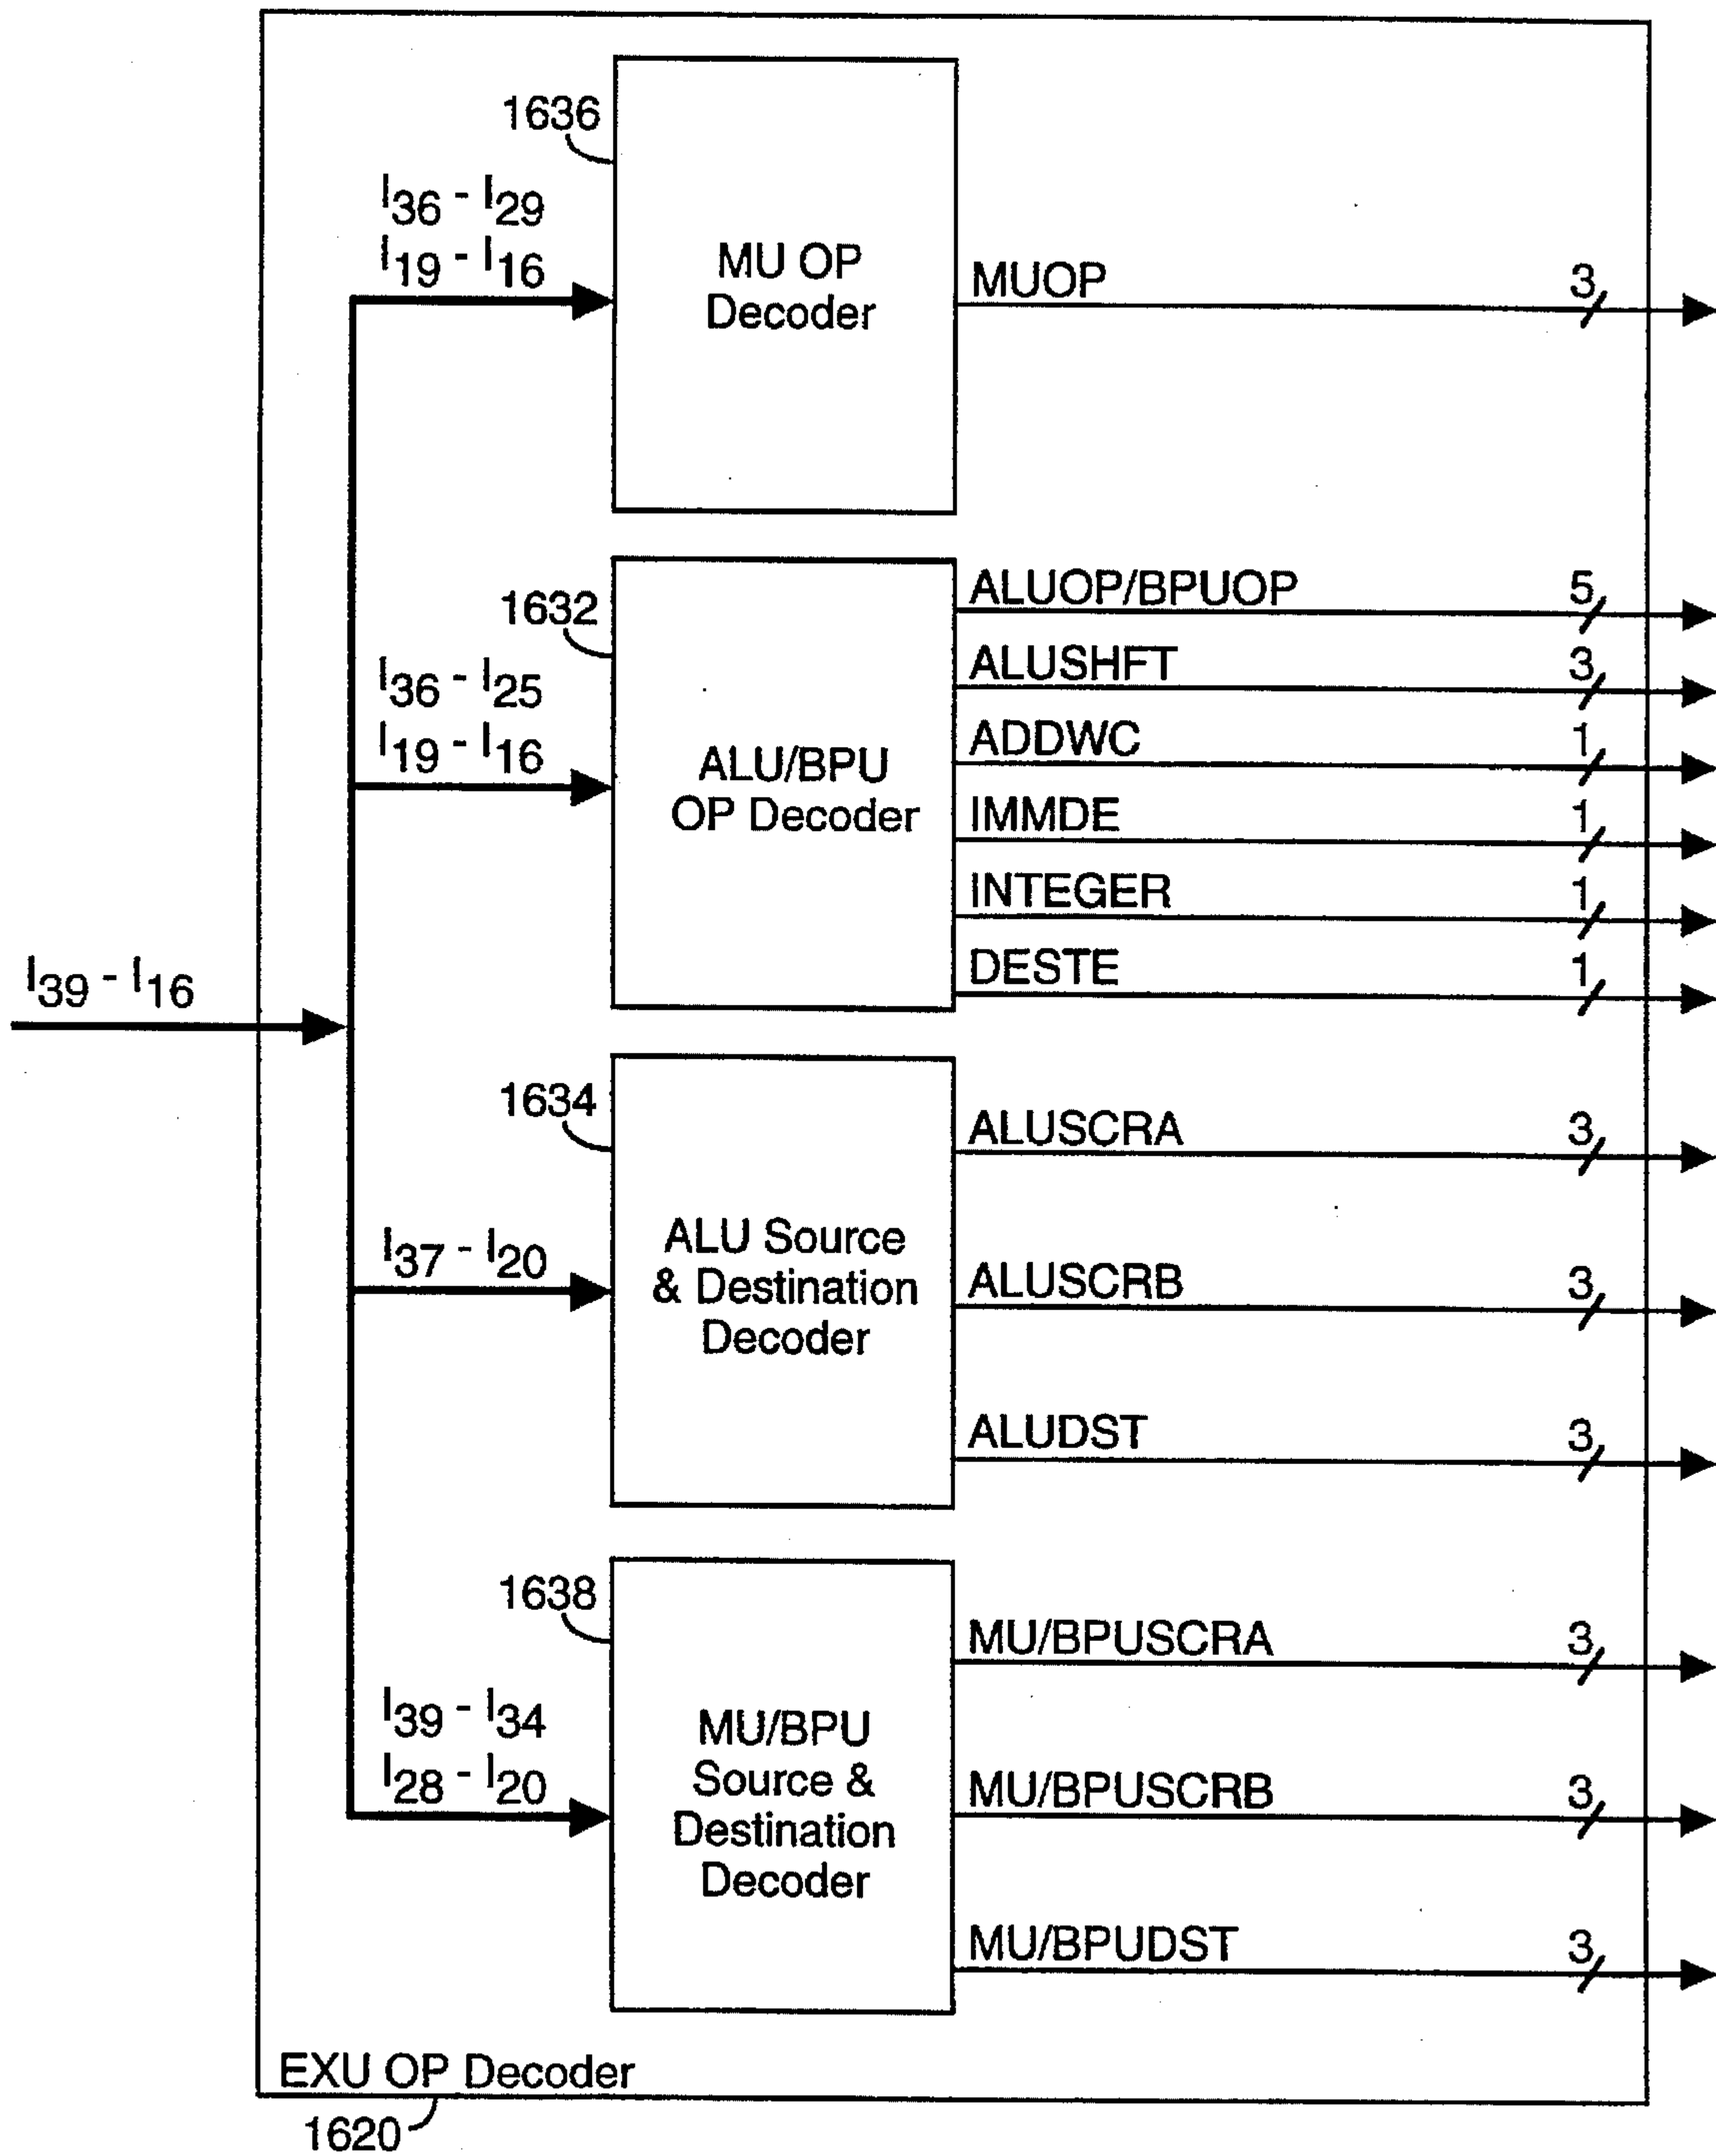 1636
I36 - I29
I19 - I16
MU OP
Decoder
MUOP 3
1632
I36 - I25
I19 - I16
ALU/BPU
OP Decoder
ALUOP/BPUOP 5
ALUSHFT 3
ADDWC 1
IMMDE 1
INTEGER 1
DESTE 1
I39 - I16
1634
I37 - I20
ALU Source
& Destination
Decoder
ALUSCRA 3
ALUSCRB 3
ALUDST 3
1638
I39 - I34
I28 - I20
MU/BPU
Source &
Destination
Decoder
MU/BPUSCRA 3
MU/BPUSCRB 3
MU/BPUDST 3
EXU OP Decoder
1620